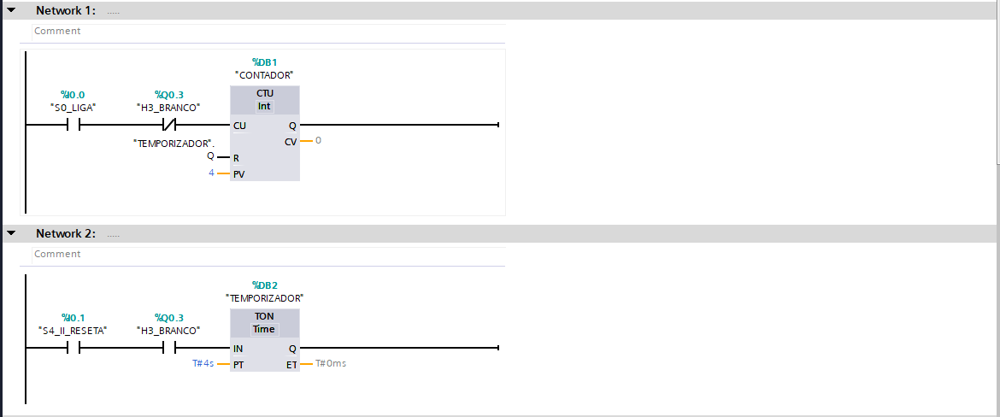 Network 1: .....
Comment
%DB1
"CONTADOR"
%I0.0 %Q0.3 CTU
"S0_LIGA" "H3_BRANCO" Int
CU Q
"TEMPORIZADOR". CV 0
Q R
4 PV
Network 2: .....
Comment
%DB2
"TEMPORIZADOR"
%I0.1 %Q0.3 TON
"S4_II_RESETA" "H3_BRANCO" Time
IN Q
T#4s PT ET T#0ms